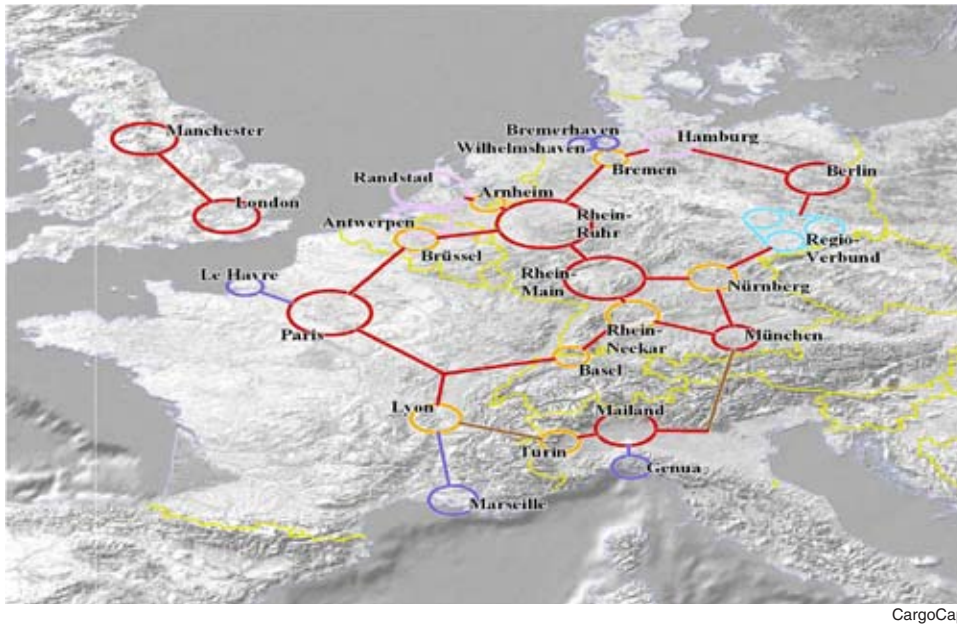 Manchester
London
Bremerhaven
Wilhelmshaven
Hamburg
Bremen
Berlin
Randstad
Arnheim
Antwerpen
Brüssel
Rhein-
Ruhr
Regio-
Verbund
Le Havre
Rhein-
Main
Nürnberg
Paris
Rhein-
Neckar
München
Basel
Lyon
Mailand
Turin
Genua
Marseille